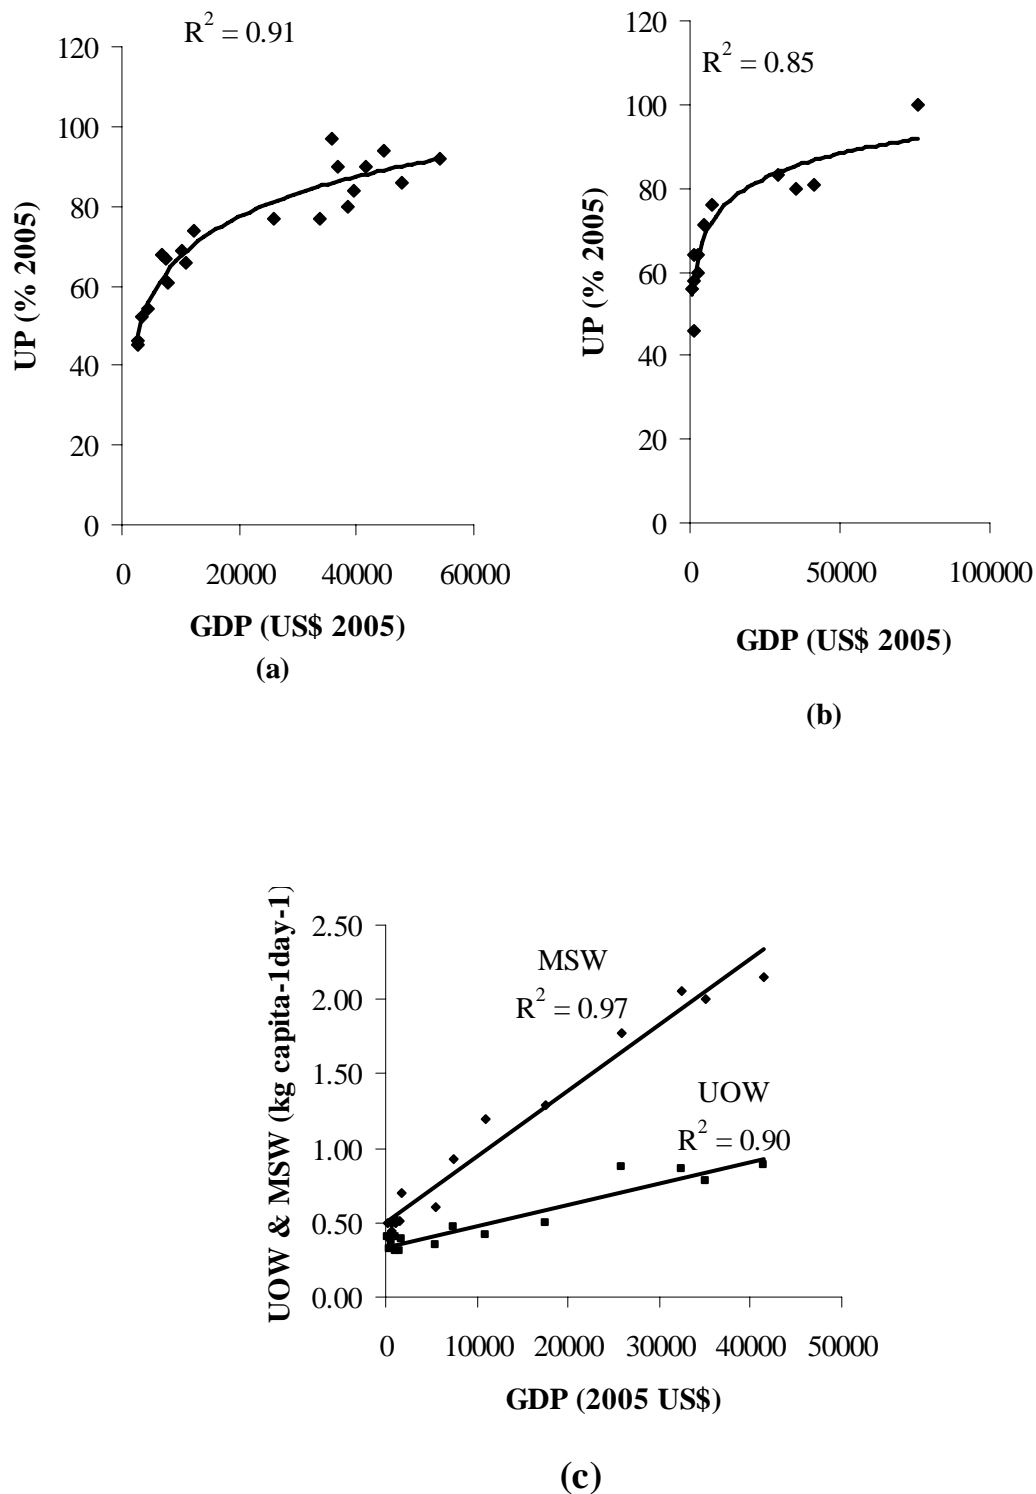 R2 = 0.91
120
100
80
60
40
20
0
UP (% 2005)
0 20000 40000 60000
GDP (US$ 2005)
(a)
R2 = 0.85
120
100
80
60
40
20
0
UP (% 2005)
0 50000 100000
GDP (US$ 2005)
(b)
UOW & MSW (kg capita-1day-1)
2.50
2.00
1.50
1.00
0.50
0.00
MSW
R2 = 0.97
UOW
R2 = 0.90
0 10000 20000 30000 40000 50000
GDP (2005 US$)
(c)